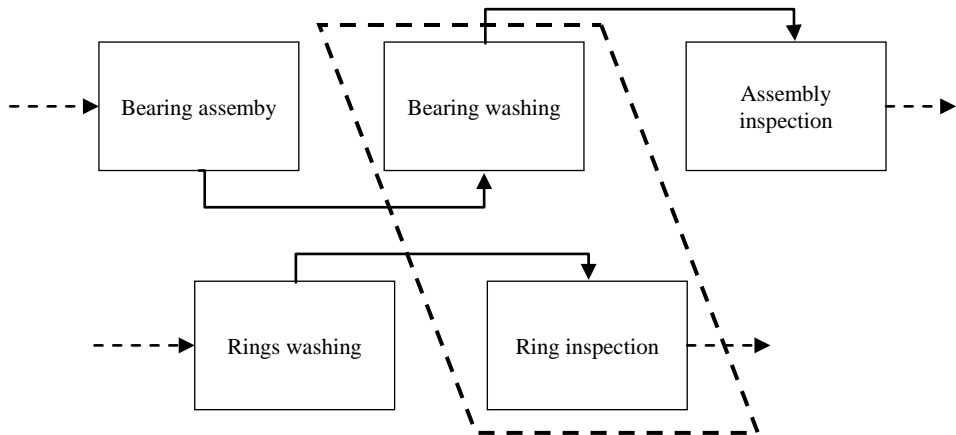 Bearing assemby
Bearing washing
Assembly
inspection
Rings washing
Ring inspection